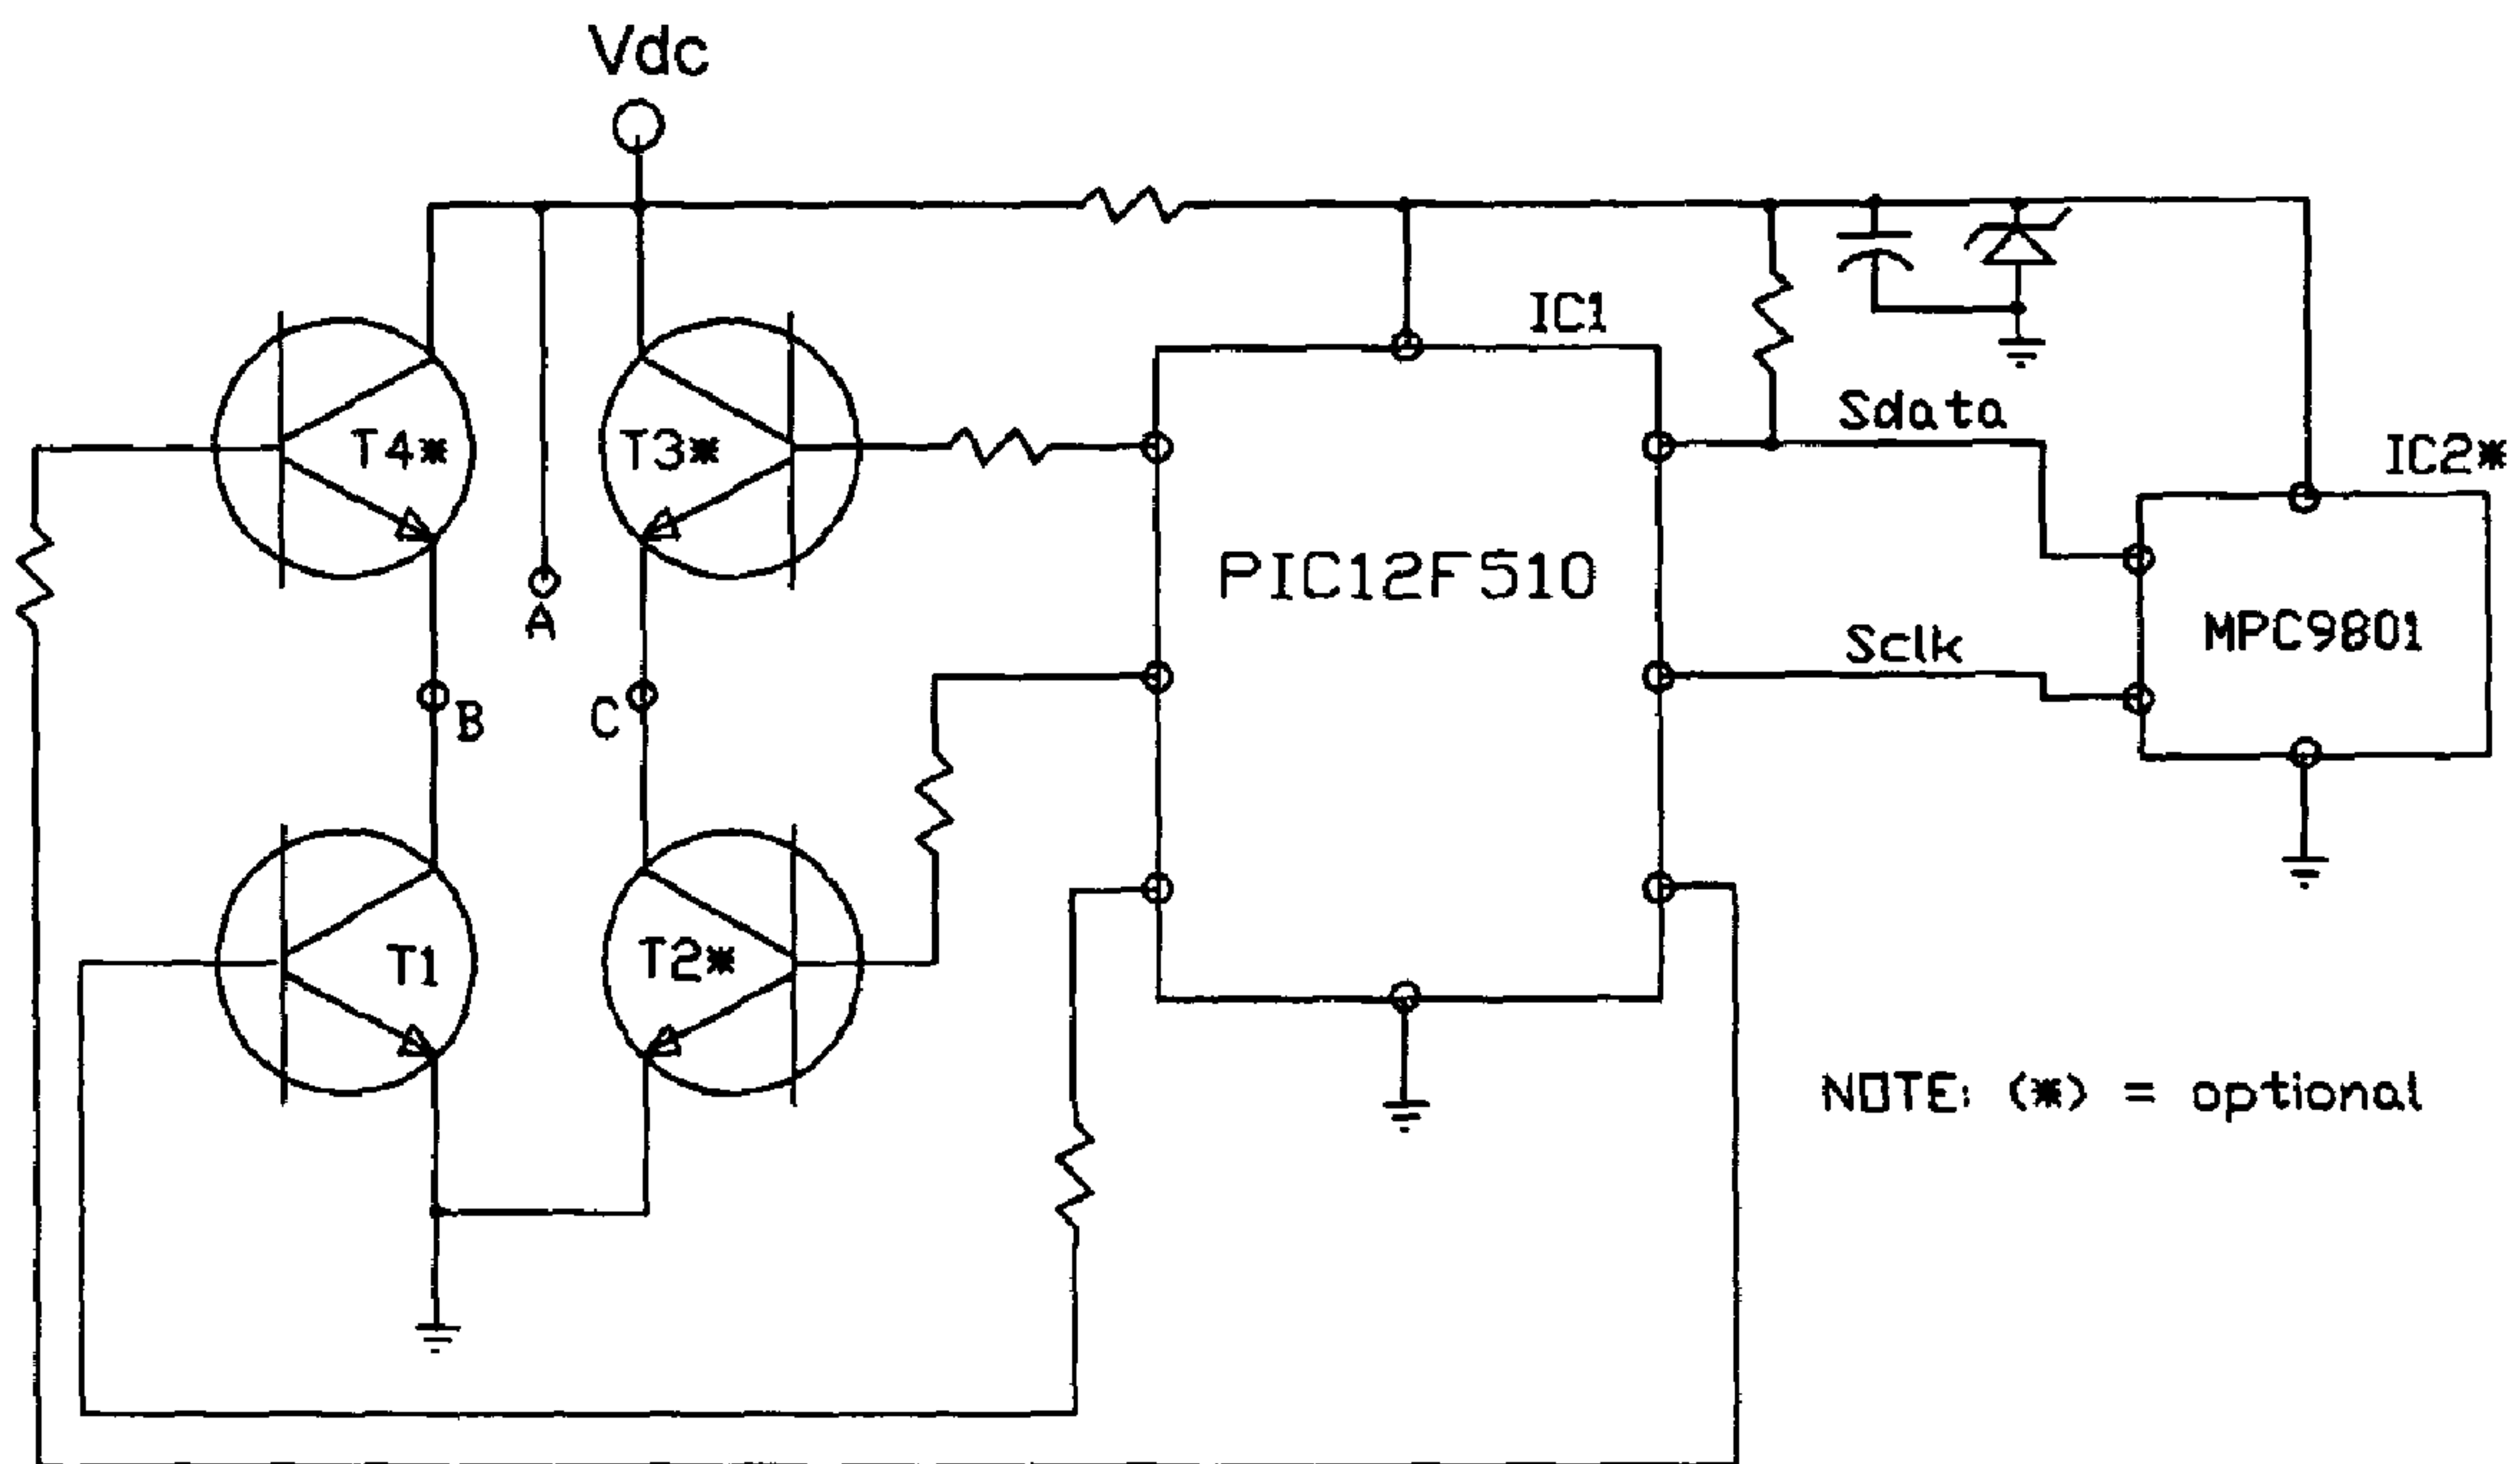 Vdc
IC1
Sdata
IC2*
T4*
T3*
PIC12F510
A
MPC9801
Sclk
B
C
T1
T2*
NOTE: (*) = optional